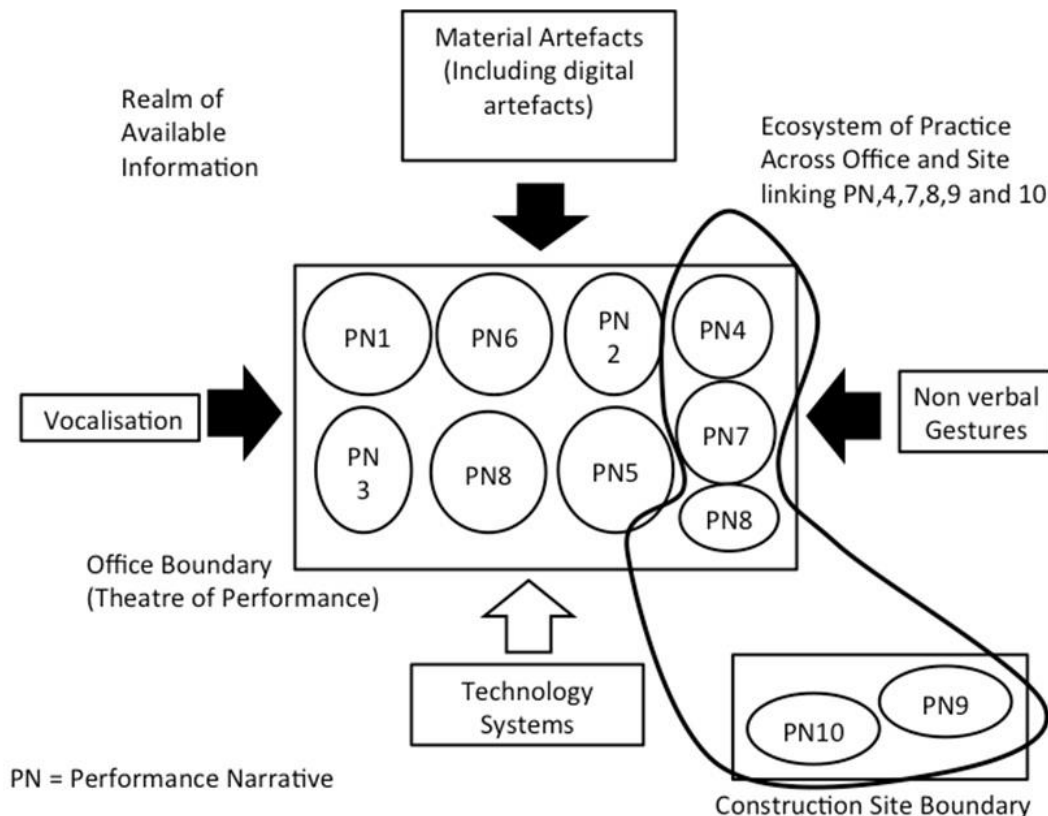 Material Artefacts
(Including digital
artefacts)
Realm of
Available
Information
Ecosystem of Practice
Across Office and Site
linking PN,4,7,8,9 and 10
PN1
PN6
PN
2
PN4
Vocalisation
Non verbal
Gestures
PN
3
PN8
PN5
PN7
PN8
Office Boundary
(Theatre of Performance)
Technology
Systems
PN10
PN9
PN = Performance Narrative
Construction Site Boundary